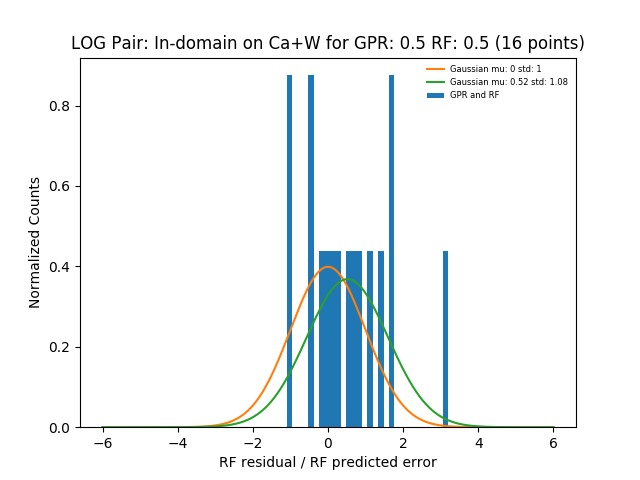 LOG Pair: In-domain on Ca+W for GPR: 0.5 RF: 0.5 (16 points)
Gaussian mu: 0 std: 1
Gaussian mu: 0.52 std: 1.08
GPR and RF
Normalized Counts
0.8
0.6
0.4
0.2
0.0
−6 −4 −2 0 2 4 6
RF residual / RF predicted error